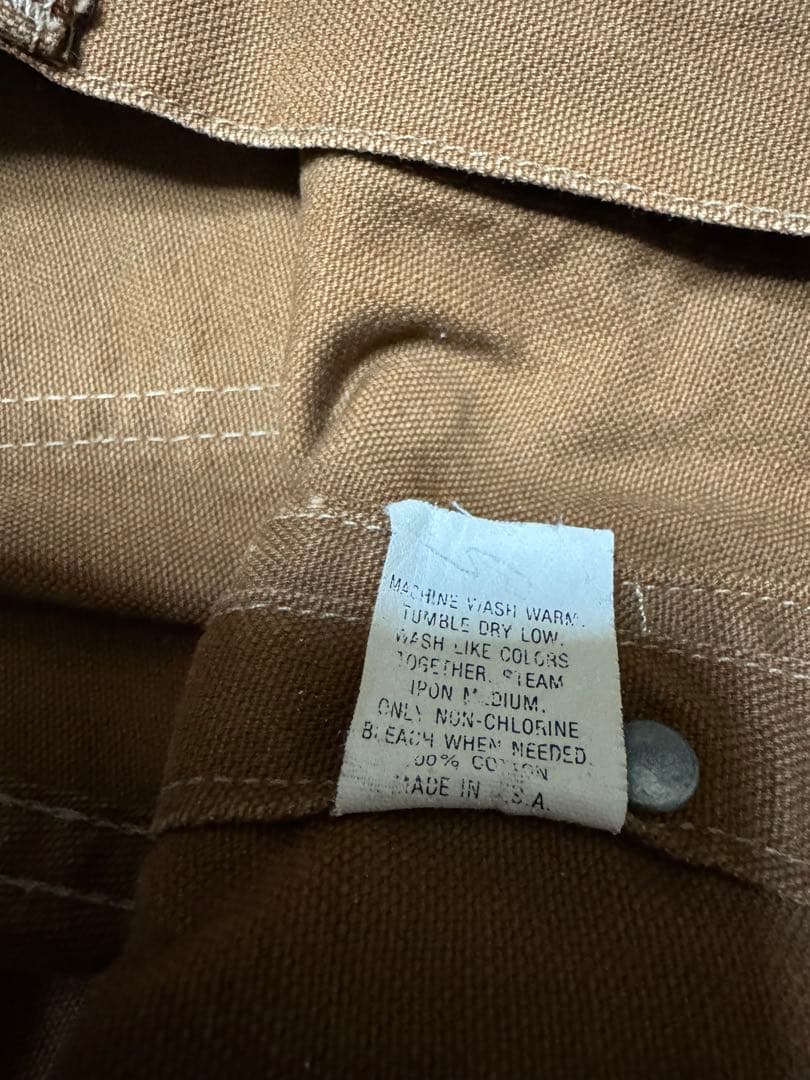 MACHINE WASH WARM.
TUMBLE DRY LOW.
WASH LIKE COLORS
TOGETHER. STEAM
IRON MEDIUM.
ONLY NON-CHLORINE
BLEACH WHEN NEEDED.
100% COTTON
MADE IN U.S.A.